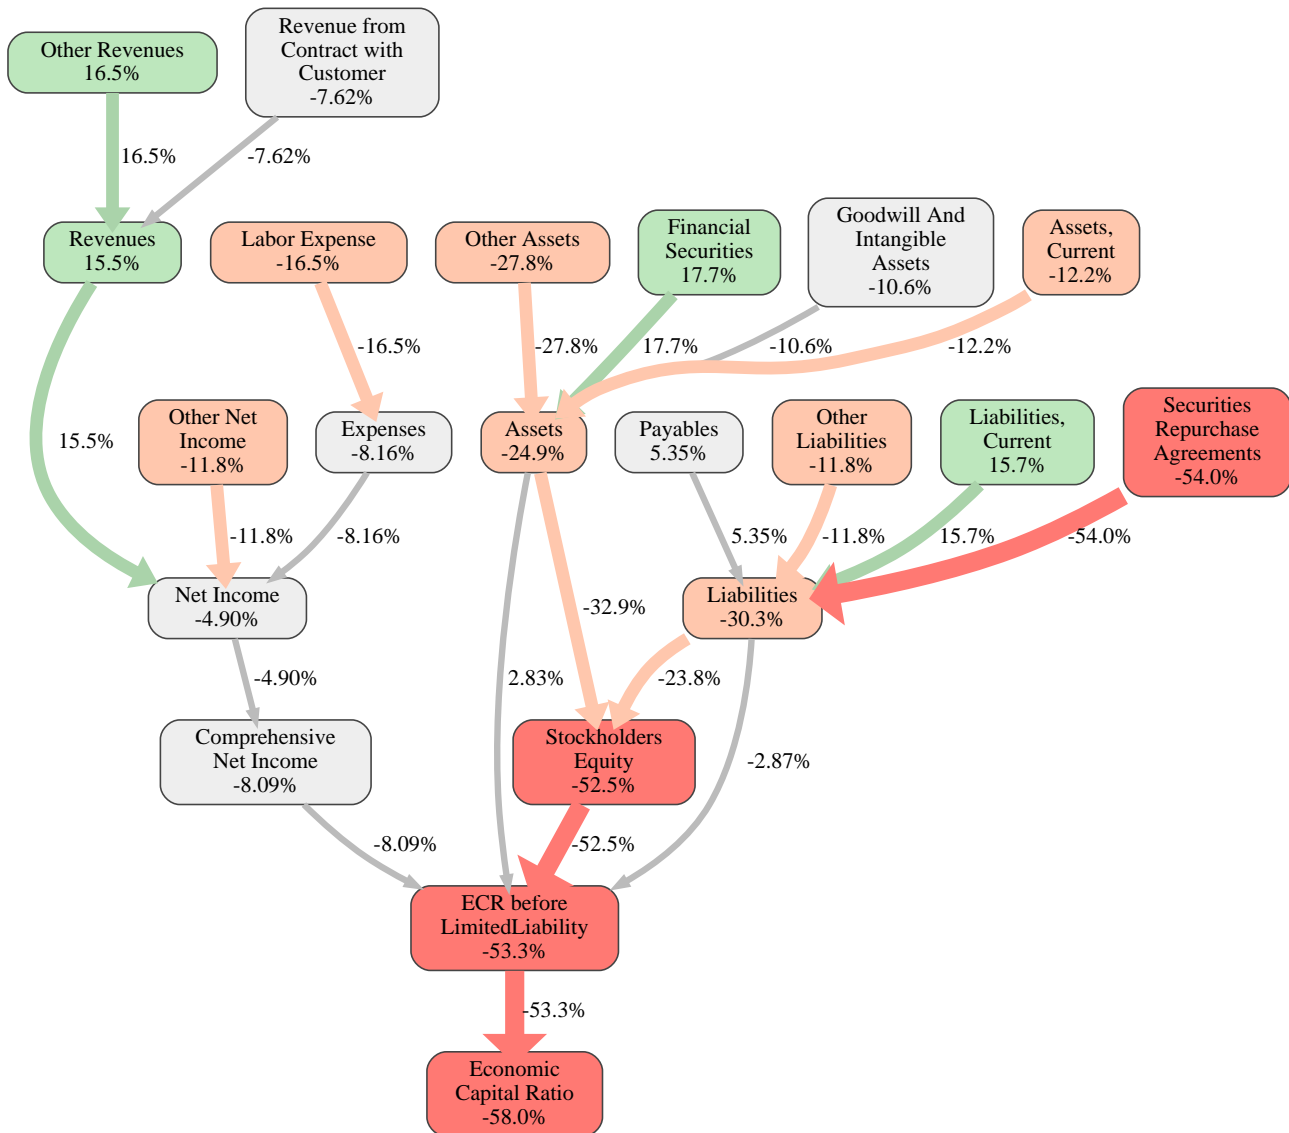 Other Revenues
16.5%
Revenue from
Contract with
Customer
-7.62%
16.5%
-7.62%
Revenues
15.5%
Labor Expense
-16.5%
Other Assets
-27.8%
Financial
Securities
17.7%
Goodwill And
Intangible
Assets
-10.6%
Assets,
Current
-12.2%
-16.5%
-27.8%
17.7%
-10.6%
-12.2%
15.5%
Other Net
Income
-11.8%
Expenses
-8.16%
Assets
-24.9%
Payables
5.35%
Other
Liabilities
-11.8%
Liabilities,
Current
15.7%
Securities
Repurchase
Agreements
-54.0%
-11.8%
-8.16%
5.35%
-11.8%
15.7%
-54.0%
Net Income
-4.90%
-32.9%
Liabilities
-30.3%
-4.90%
2.83%
-23.8%
Comprehensive
Net Income
-8.09%
Stockholders
Equity
-52.5%
-2.87%
-8.09%
-52.5%
ECR before
LimitedLiability
-53.3%
-53.3%
Economic
Capital Ratio
-58.0%